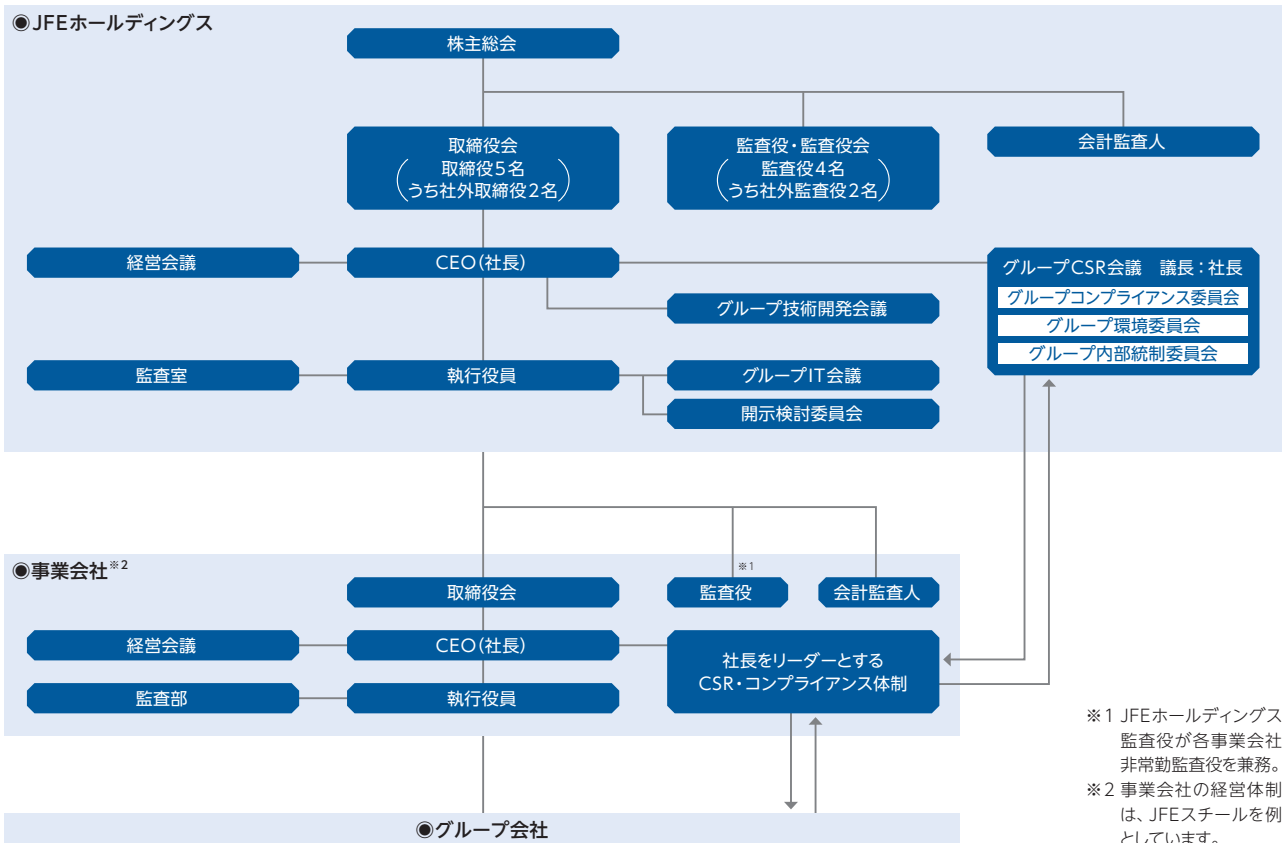 ◉JFEホールディングス
株主総会
取締役会
取締役5名
うち社外取締役2名
監査役・監査役会
監査役4名
うち社外監査役2名
会計監査人
経営会議
CEO(社長)
グループCSR会議 議長:社長
グループコンプライアンス委員会
グループ環境委員会
グループ内部統制委員会
グループ技術開発会議
監査室
執行役員
グループIT会議
開示検討委員会
◉事業会社※2
取締役会
※1
監査役
会計監査人
経営会議
CEO(社長)
社長をリーダーとする
CSR・コンプライアンス体制
監査部
執行役員
◉グループ会社
※1 JFEホールディングス
監査役が各事業会社
非常勤監査役を兼務。
※2 事業会社の経営体制
は、JFEスチールを例
としています。